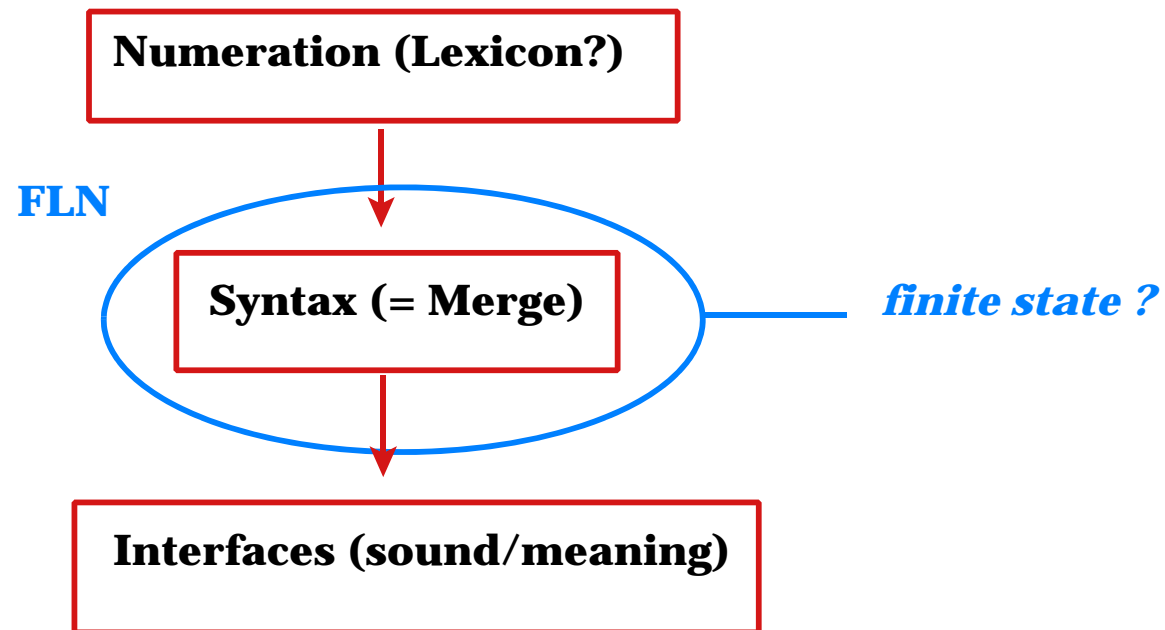 Numeration (Lexicon?)
FLN
Syntax (= Merge)
finite state ?
Interfaces (sound/meaning)